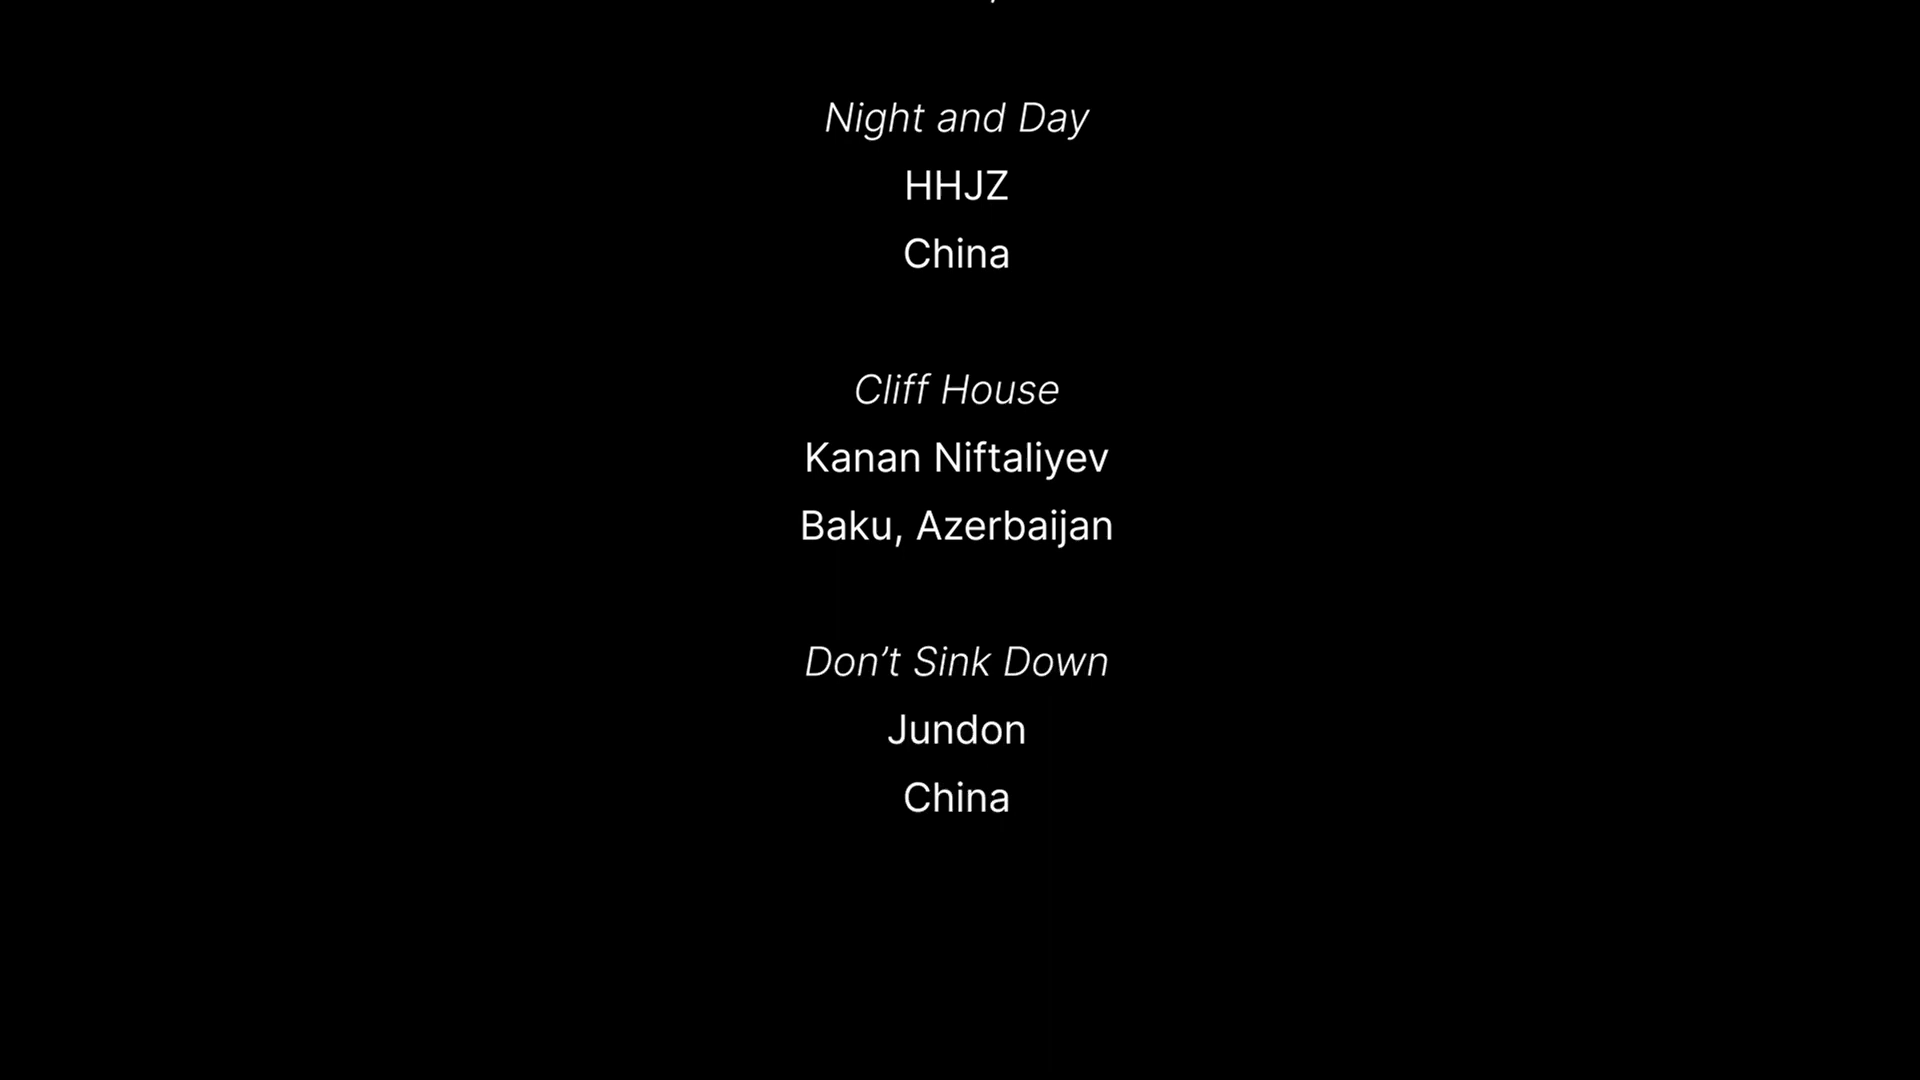 Night and Day
HHJZ
China
Cliff House
Kanan Niftaliyev
Baku, Azerbaijan
Don’t Sink Down
Jundon
China